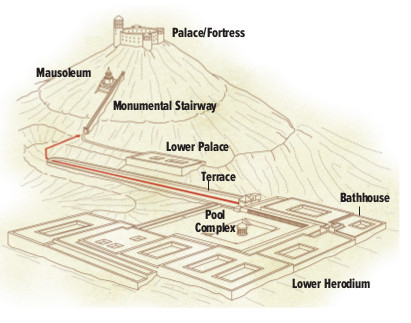 Palace/Fortress
Mausoleum
Monumental Stairway
Lower Palace
Terrace
Bathhouse
Pool
Complex
Lower Herodium